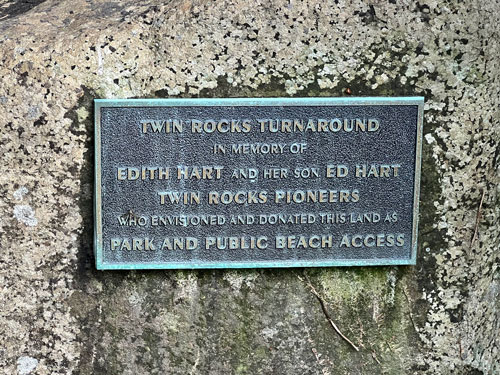 TWIN ROCKS TURNAROUND
IN MEMORY OF
EDITH HART AND HER SON ED HART
TWIN ROCKS PIONEERS
WHO ENVISIONED AND DONATED THIS LAND AS
PARK AND PUBLIC BEACH ACCESS